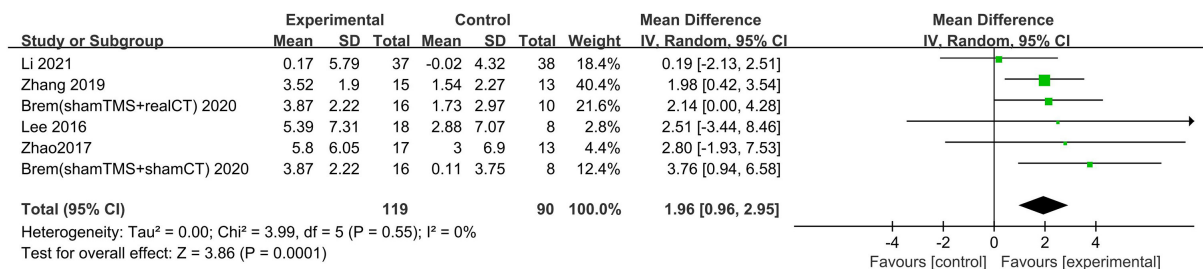 Experimental Control Mean Difference Mean Difference
Study or Subgroup Mean SD Total Mean SD Total Weight IV, Random, 95% CI IV, Random, 95% CI
Li 2021 0.17 5.79 37 -0.02 4.32 38 18.4% 0.19 [-2.13, 2.51]
Zhang 2019 3.52 1.9 15 1.54 2.27 13 40.4% 1.98 [0.42, 3.54]
Brem(shamTMS+realCT) 2020 3.87 2.22 16 1.73 2.97 10 21.6% 2.14 [0.00, 4.28]
Lee 2016 5.39 7.31 18 2.88 7.07 8 2.8% 2.51 [-3.44, 8.46]
Zhao2017 5.8 6.05 17 3 6.9 13 4.4% 2.80 [-1.93, 7.53]
Brem(shamTMS+shamCT) 2020 3.87 2.22 16 0.11 3.75 8 12.4% 3.76 [0.94, 6.58]
Total (95% CI) 119 90 100.0% 1.96 [0.96, 2.95]
Heterogeneity: Tau² = 0.00; Chi² = 3.99, df = 5 (P = 0.55); I² = 0%
Test for overall effect: Z = 3.86 (P = 0.0001)
-4 -2 0 2 4
Favours [control] Favours [experimental]